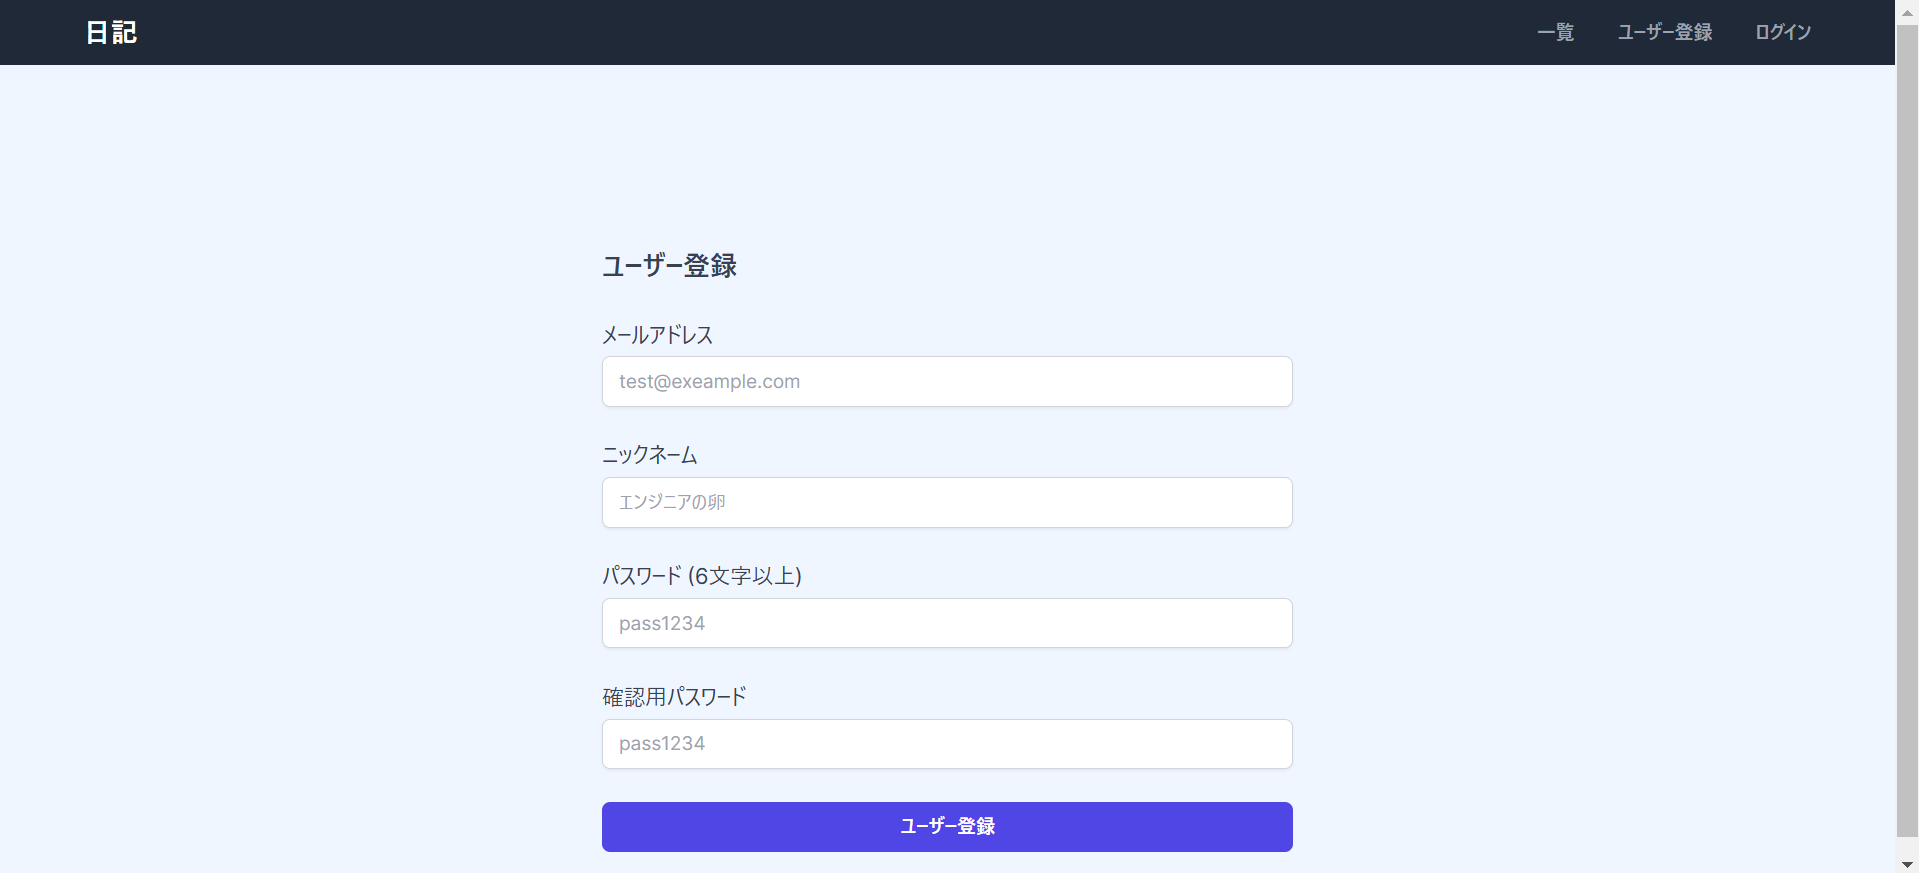 日記
一覧 ユーザー登録 ログイン
ユーザー登録
メールアドレス
test@exeample.com
ニックネーム
エンジニアの卵
パスワード (6文字以上)
pass1234
確認用パスワード
pass1234
ユーザー登録